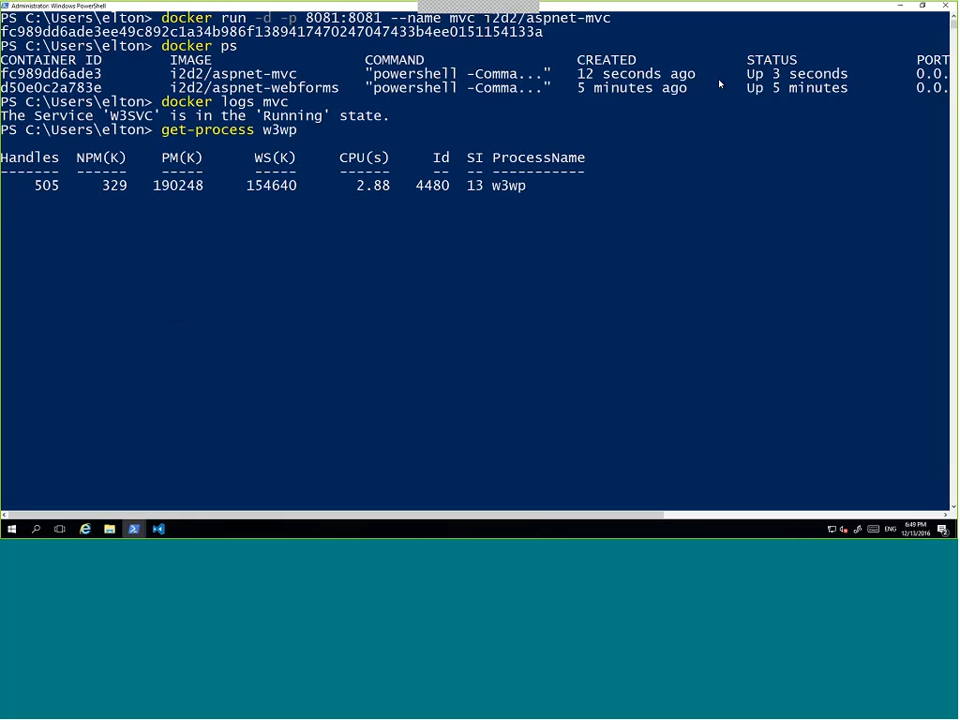 Administrator: Windows PowerShell
PS C:\Users\elton> docker run -d -p 8081:8081 --name mvc i2d2/aspnet-mvc
fc989dd6ade3ee49c892c1a34b986f1389417470247047433b4ee0151154133a
PS C:\Users\elton> docker ps
CONTAINER ID IMAGE COMMAND CREATED STATUS PORT
fc989dd6ade3 i2d2/aspnet-mvc "powershell -Comma..." 12 seconds ago Up 3 seconds 0.0.
d50e0c2a783e i2d2/aspnet-webforms "powershell -Comma..." 5 minutes ago Up 5 minutes 0.0.
PS C:\Users\elton> docker logs mvc
The Service 'W3SVC' is in the 'Running' state.
PS C:\Users\elton> get-process w3wp
Handles NPM(K) PM(K) WS(K) CPU(s) Id SI ProcessName
------- ------ ----- ----- ------ -- -- -----------
505 329 190248 154640 2.88 4480 13 w3wp
ENG
6:49 PM
12/13/2016